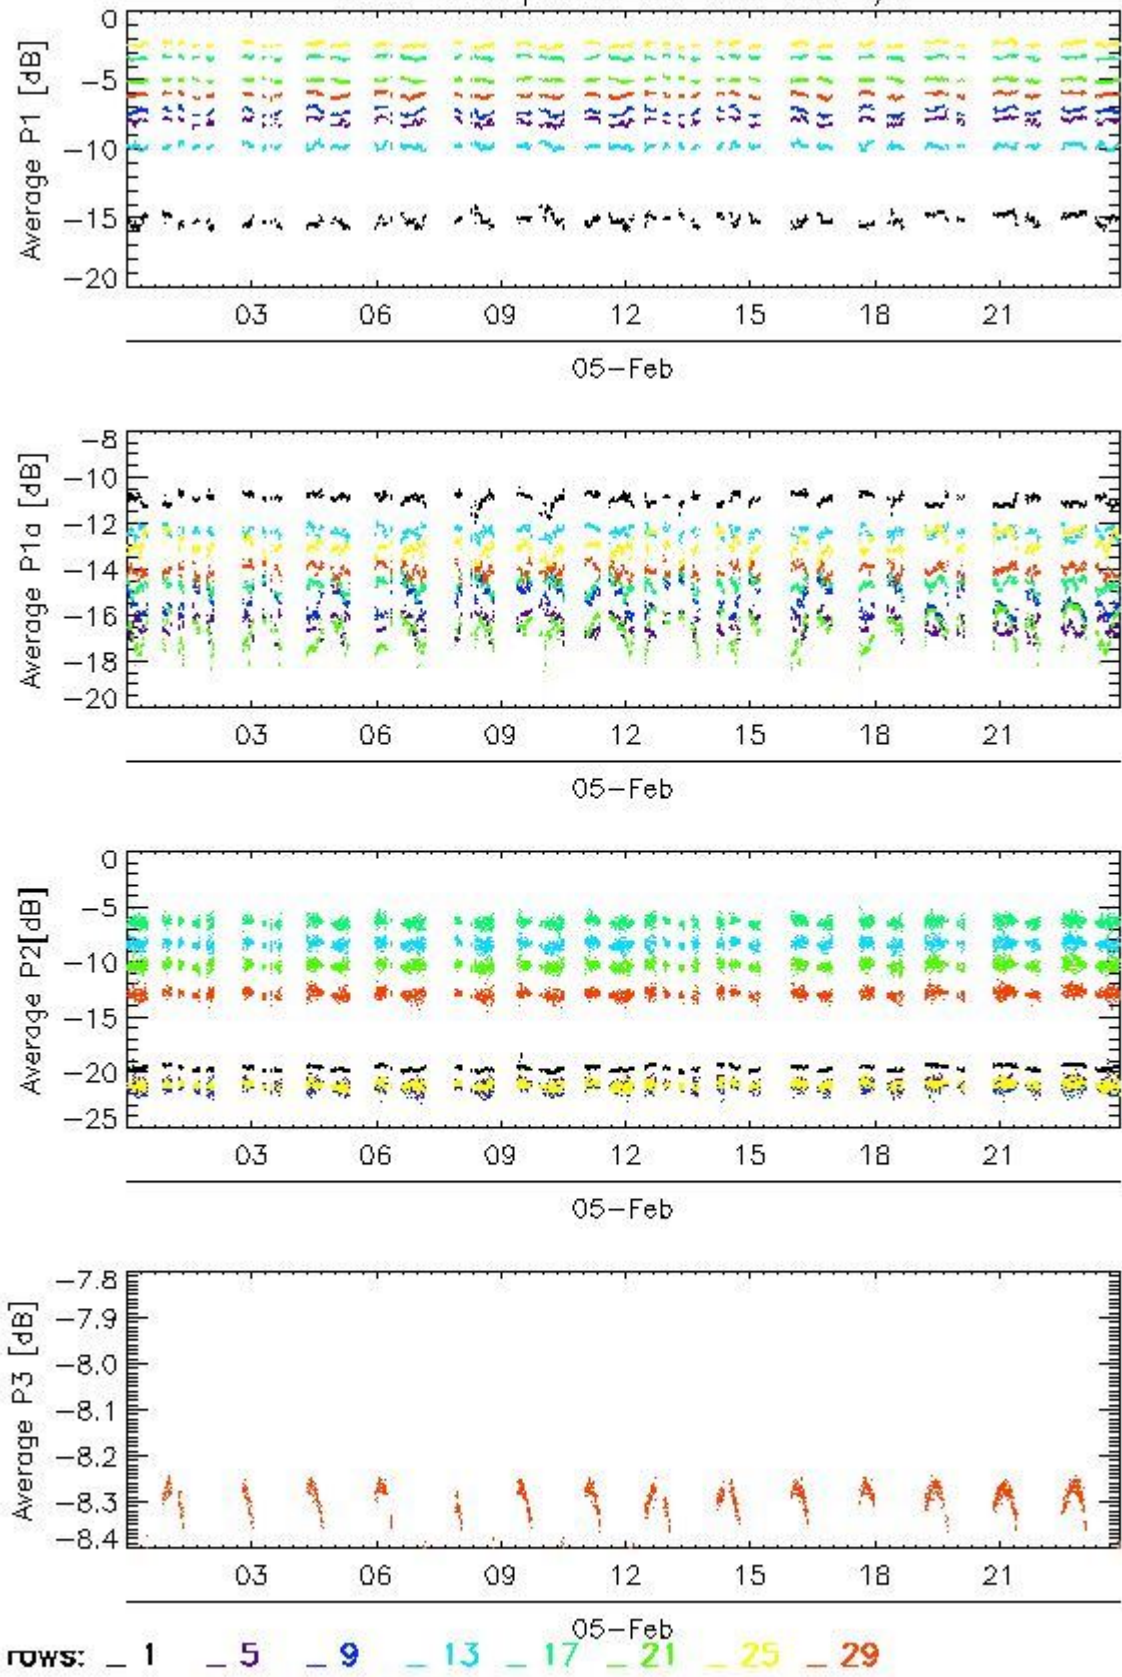 0
−5
−10
−15
−20
Average P1 [dB]
03 06 09 12 15 18 21
05−Feb
−8
−10
−12
−14
−16
−18
−20
Average P1a [dB]
03 06 09 12 15 18 21
05−Feb
0
−5
−10
−15
−20
−25
Average P2[dB]
03 06 09 12 15 18 21
05−Feb
−7.8
−7.9
−8.0
−8.1
−8.2
−8.3
−8.4
Average P3 [dB]
03 06 09 12 15 18 21
05−Feb
rows: _ 1 _ 5 _ 9 _ 13 _ 17 _ 21 _ 25 _ 29